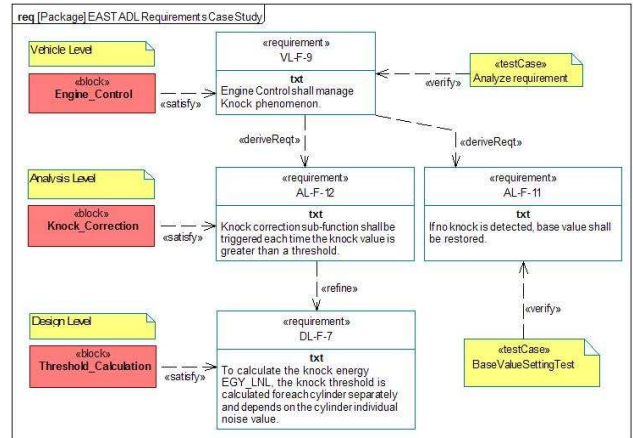 req [Package] EAST ADL Requirements Case Study
Vehicle Level
«block»
Engine_Control
«satisfy»
«requirement»
VL-F-9
txt
Engine Control shall manage
Knock phenomenon.
«testCase»
Analyze requirement
«verify»
«deriveReqt»
«deriveReqt»
Analysis Level
«block»
Knock_Correction
«satisfy»
«requirement»
AL-F-12
txt
Knock correction sub-function shall be
triggered each time the knock value is
greater than a threshold.
«requirement»
AL-F-11
txt
If no knock is detected, base value shall
be restored.
«refine»
«verify»
Design Level
«block»
Threshold_Calculation
«satisfy»
«requirement»
DL-F-7
txt
To calculate the knock energy
EGY_LNL, the knock threshold is
calculated foreach cylinder separately
and depends on the cylinder individual
noise value.
«testCase»
BaseValueSettingTest